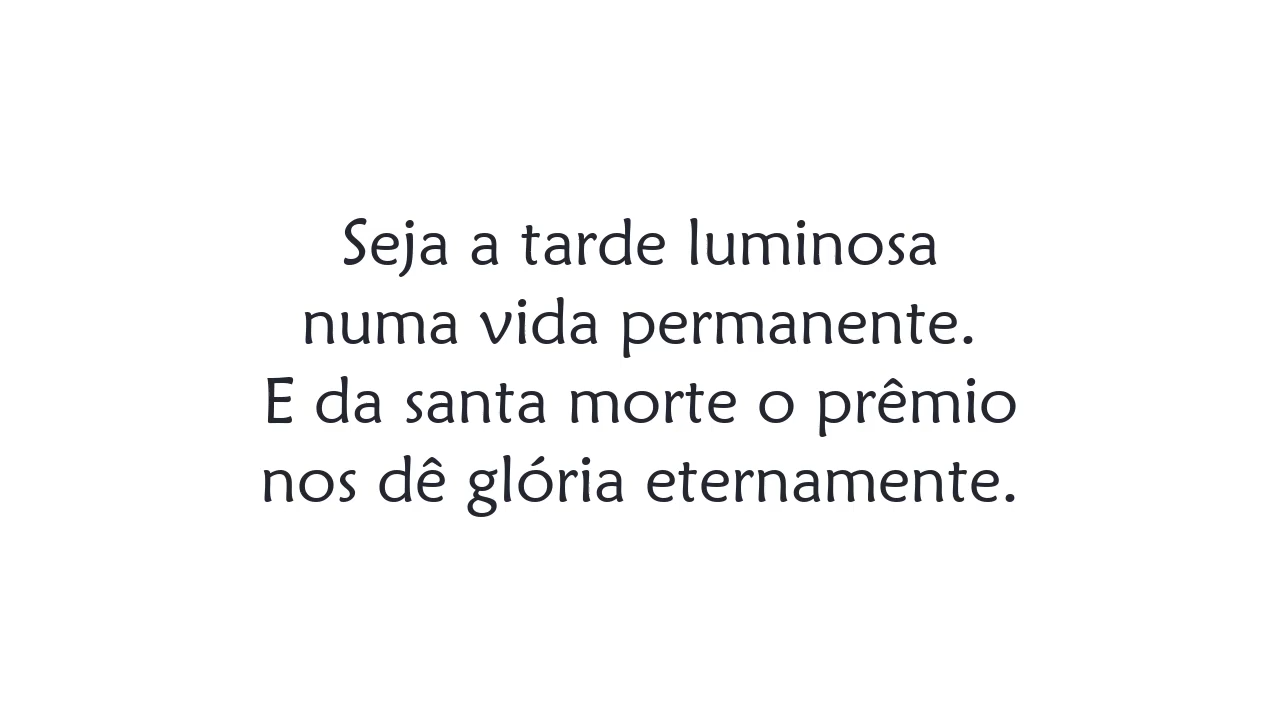 Seja a tarde luminosa
numa vida permanente.
E da santa morte o prêmio
nos dê glória eternamente.